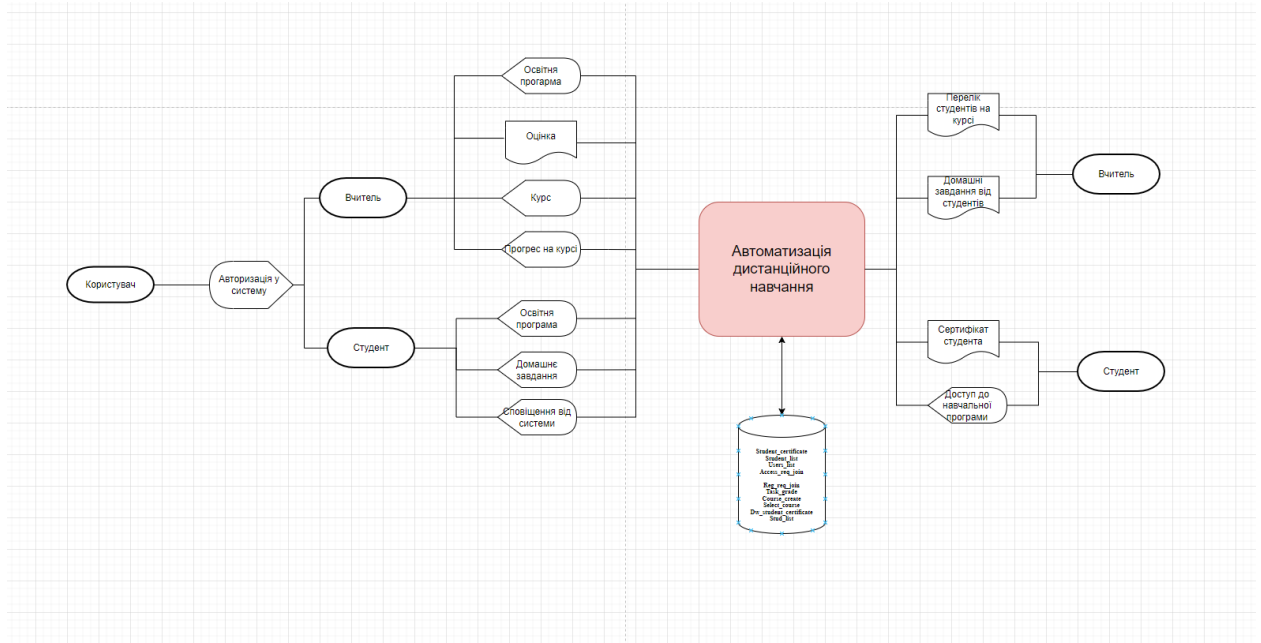 Освітня
прогарма
Оцінка
Курс
Прогрес на курсі
Вчитель
Користувач
Авторизація у
систему
Студент
Освітня
програма
Домашнє
завдання
Сповіщення від
системи
Автоматизація
дистанційного
навчання
Student_certificate
Student_list
Users_list
Access_req_join
Reg_req_join
Task_grade
Course_create
Select_course
Dw_student_certificate
Stud_list
Перелік
студентів на
курсі
Домашні
завдання від
студентів
Вчитель
Сертифікат
студента
Доступ до
навчальної
програми
Студент